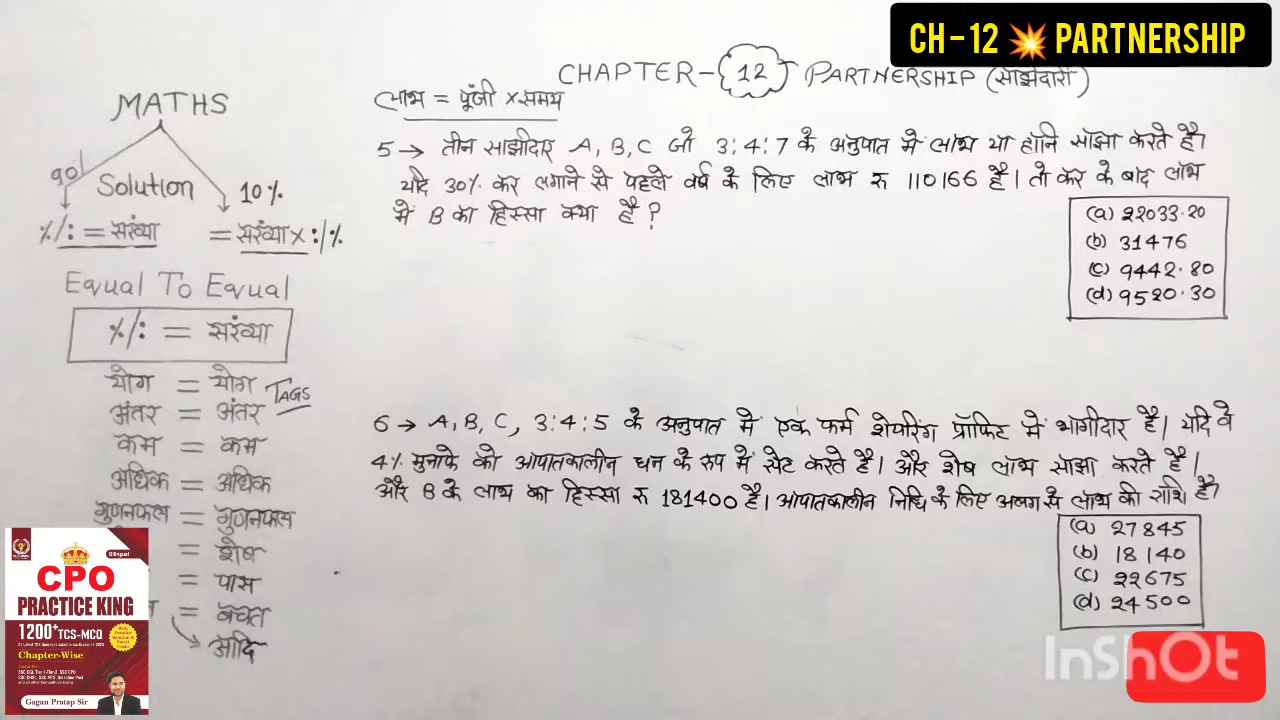 CH-12 💥 PARTNERSHIP
CHAPTER-12 PARTNERSHIP (साझेदारी)
लाभ = पूंजी × समय
MATHS
90%
Solution
10%
%/: = संख्या
= संख्या × :/%
Equal To Equal
%/: = संख्या
योग = योग
TAGS
अंतर = अंतर
कम = कम
अधिक = अधिक
गुणनफल = गुणनफल
= शेष
= पास
= बचत
आदि
5 → तीन साझीदार A, B, C जो 3:4:7 के अनुपात में लाभ या हानि साझा करते है।
यदि 30% कर लगाने से पहले वर्ष के लिए लाभ रु 110166 है। तो कर के बाद लाभ
में B का हिस्सा क्या है?
(a) 22033.20
(b) 31476
(c) 9442.80
(d) 9520.30
6 → A, B, C, 3:4:5 के अनुपात में एक फर्म शेयरिंग प्रॉफिट में भागीदार है। यदि वे
4% मुनाफे को आपातकालीन धन के रूप में सेट करते है। और शेष लाभ साझा करते है।
और B के लाभ का हिस्सा रु 181400 है। आपातकालीन निधि के लिए अलग से लाभ की राशि है?
(a) 27845
(b) 18140
(c) 22675
(d) 24500
Bilingual
CPO
PRACTICE KING
1200+ TCS-MCQ
Chapter-Wise
Gagan Pratap Sir
InShOt